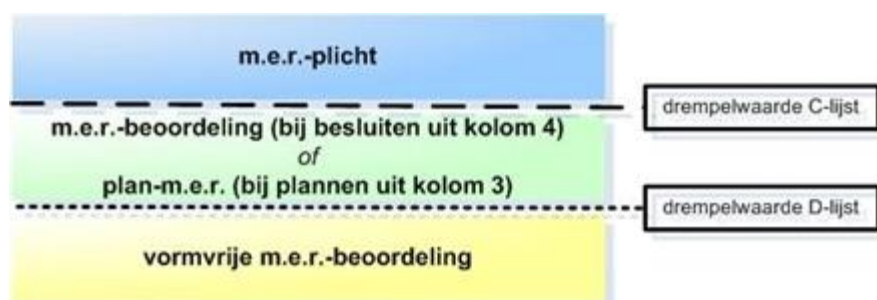 m.e.r.-plicht
drempelwaarde C-lijst
m.e.r.-beoordeling (bij besluiten uit kolom 4)
of
plan-m.e.r. (bij plannen uit kolom 3)
drempelwaarde D-lijst
vormvrije m.e.r.-beoordeling